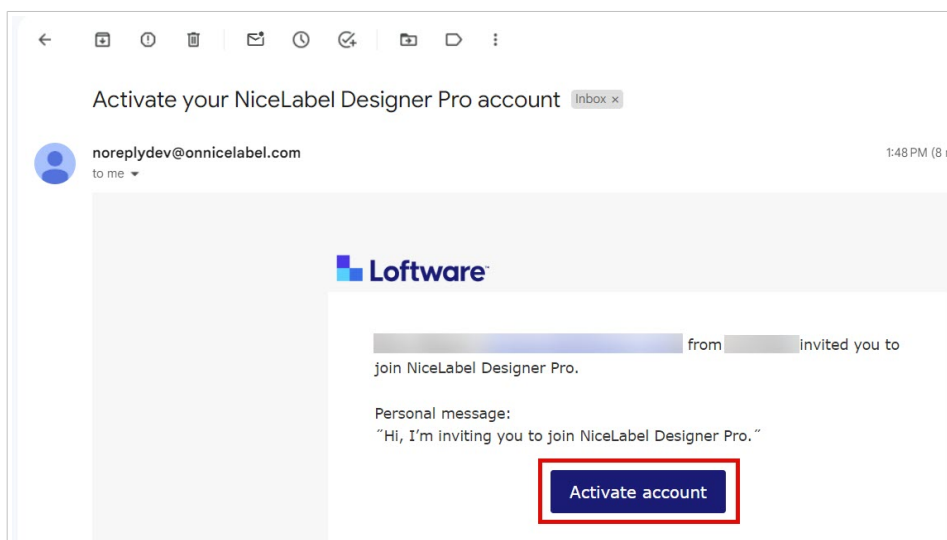 Activate your NiceLabel Designer Pro account Inbox ×
noreplydev@onnicelabel.com 1:48 PM (8
to me
Loftware™
from invited you to
join NiceLabel Designer Pro.
Personal message:
˝Hi, I’m inviting you to join NiceLabel Designer Pro.˝
Activate account